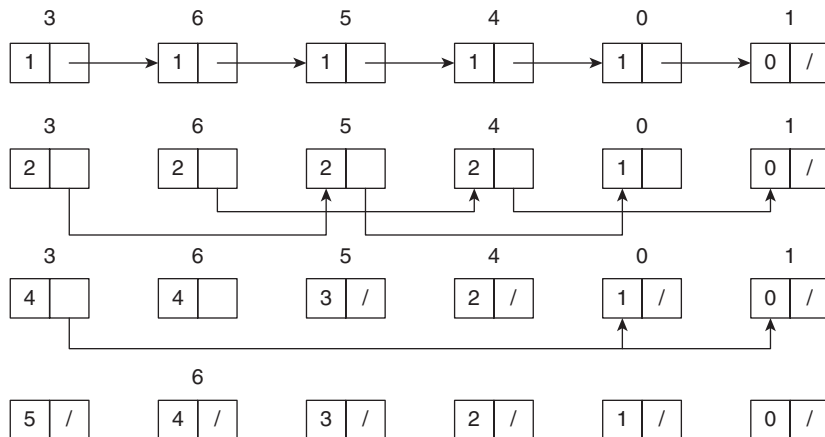 3 6 5 4 0 1
1 1 1 1 1 0 /
3 6 5 4 0 1
2 2 2 2 1 0 /
3 6 5 4 0 1
4 4 3 / 2 / 1 / 0 /
6
5 / 4 / 3 / 2 / 1 / 0 /